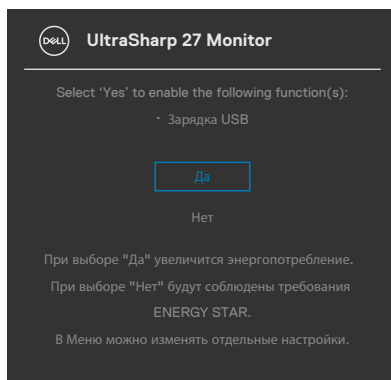 DELL UltraSharp 27 Monitor
Select ‘Yes’ to enable the following function(s):
· Зарядка USB
Да
Нет
При выборе "Да" увеличится энергопотребление.
При выборе "Нет" будут соблюдены требования
ENERGY STAR.
В Меню можно изменять отдельные настройки.